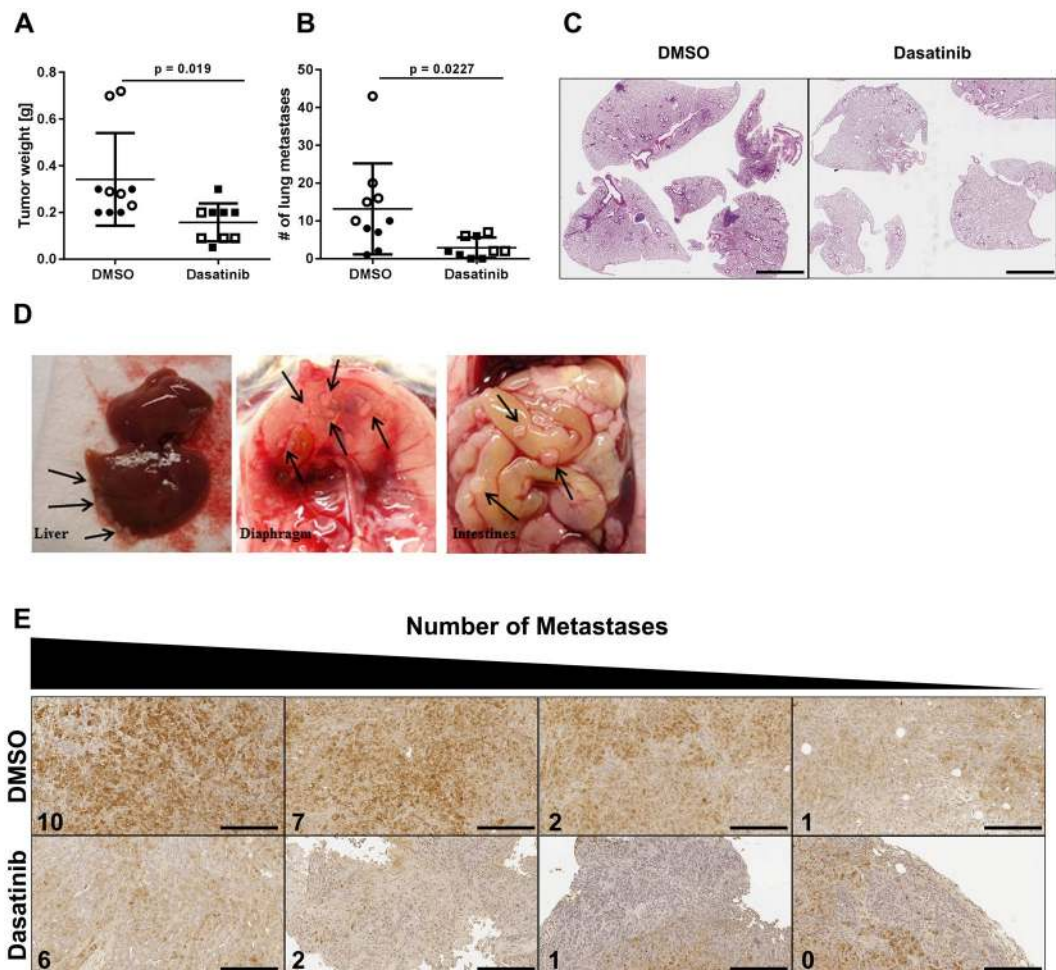 A
p = 0.019
Tumor weight [g]
0.8
0.6
0.4
0.2
0.0
DMSO
Dasatinib
B
p = 0.0227
# of lung metastases
50
40
30
20
10
0
DMSO
Dasatinib
C
DMSO
Dasatinib
D
Liver
Diaphragm
Intestines
E
Number of Metastases
DMSO
10
7
2
1
Dasatinib
6
2
1
0